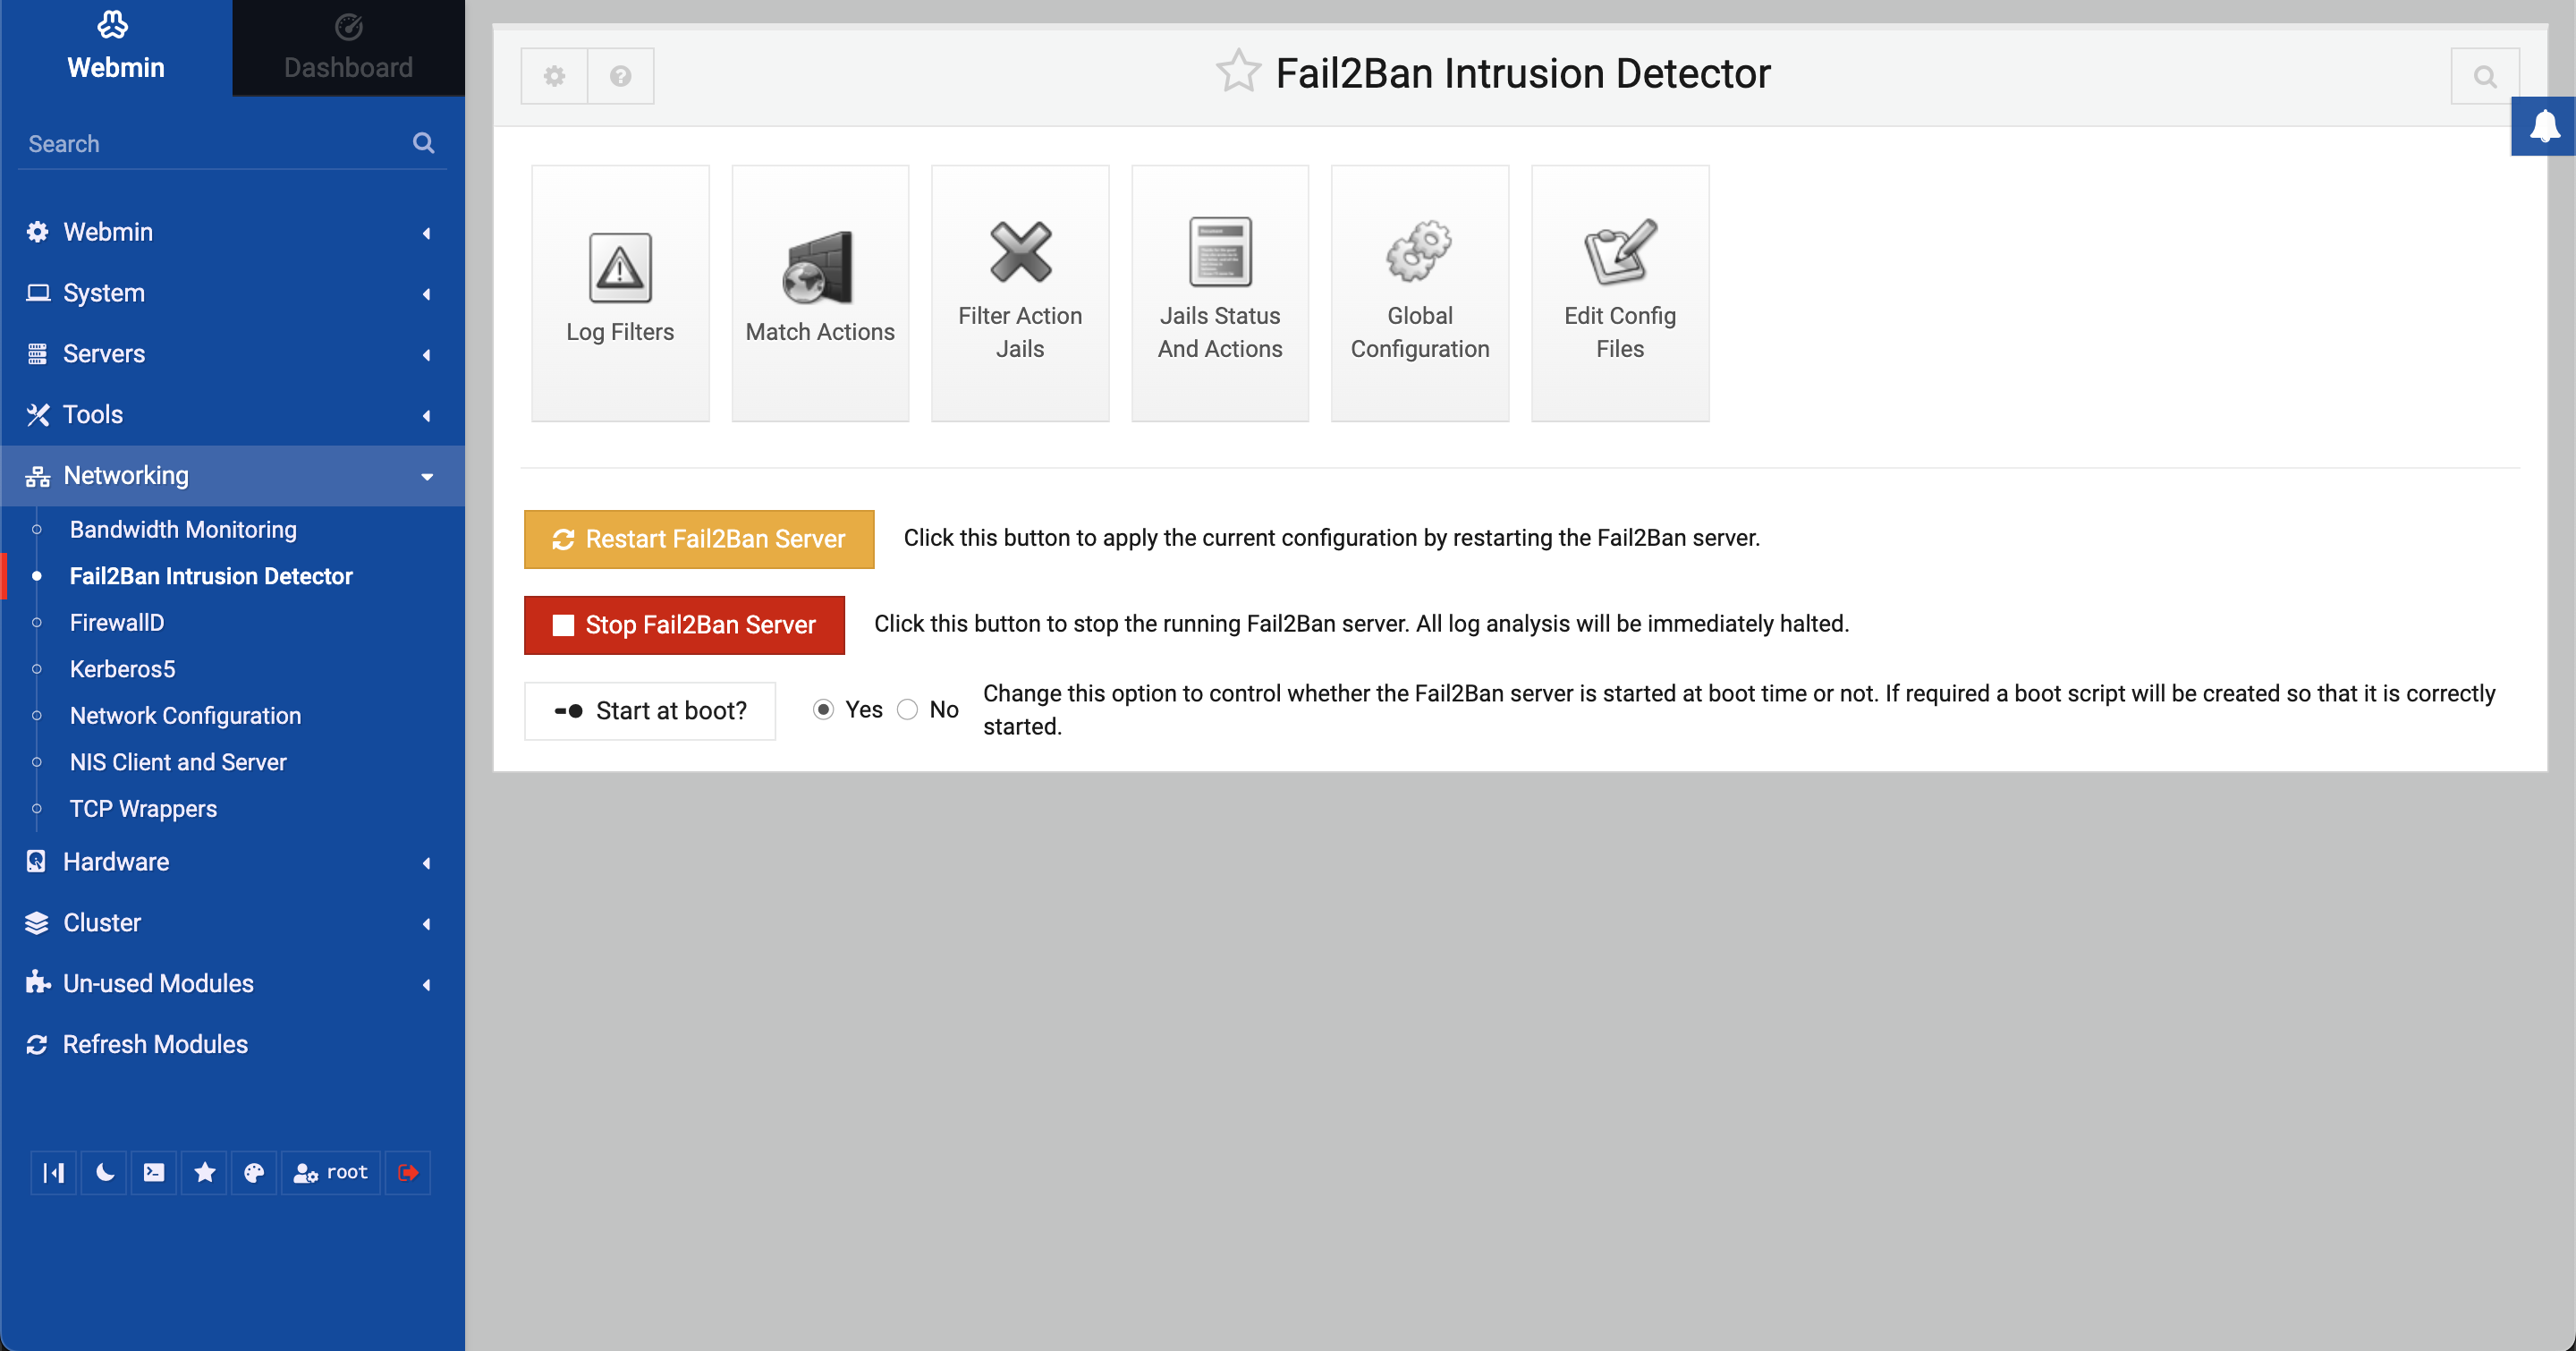 Webmin
Dashboard
Search
Webmin
System
Servers
Tools
Networking
Bandwidth Monitoring
Fail2Ban Intrusion Detector
FirewallD
Kerberos5
Network Configuration
NIS Client and Server
TCP Wrappers
Hardware
Cluster
Un-used Modules
Refresh Modules
root
Fail2Ban Intrusion Detector
Log Filters
Match Actions
Filter Action
Jails
Jails Status
And Actions
Global
Configuration
Edit Config
Files
Restart Fail2Ban Server
Click this button to apply the current configuration by restarting the Fail2Ban server.
Stop Fail2Ban Server
Click this button to stop the running Fail2Ban server. All log analysis will be immediately halted.
Start at boot?
Yes
No
Change this option to control whether the Fail2Ban server is started at boot time or not. If required a boot script will be created so that it is correctly
started.